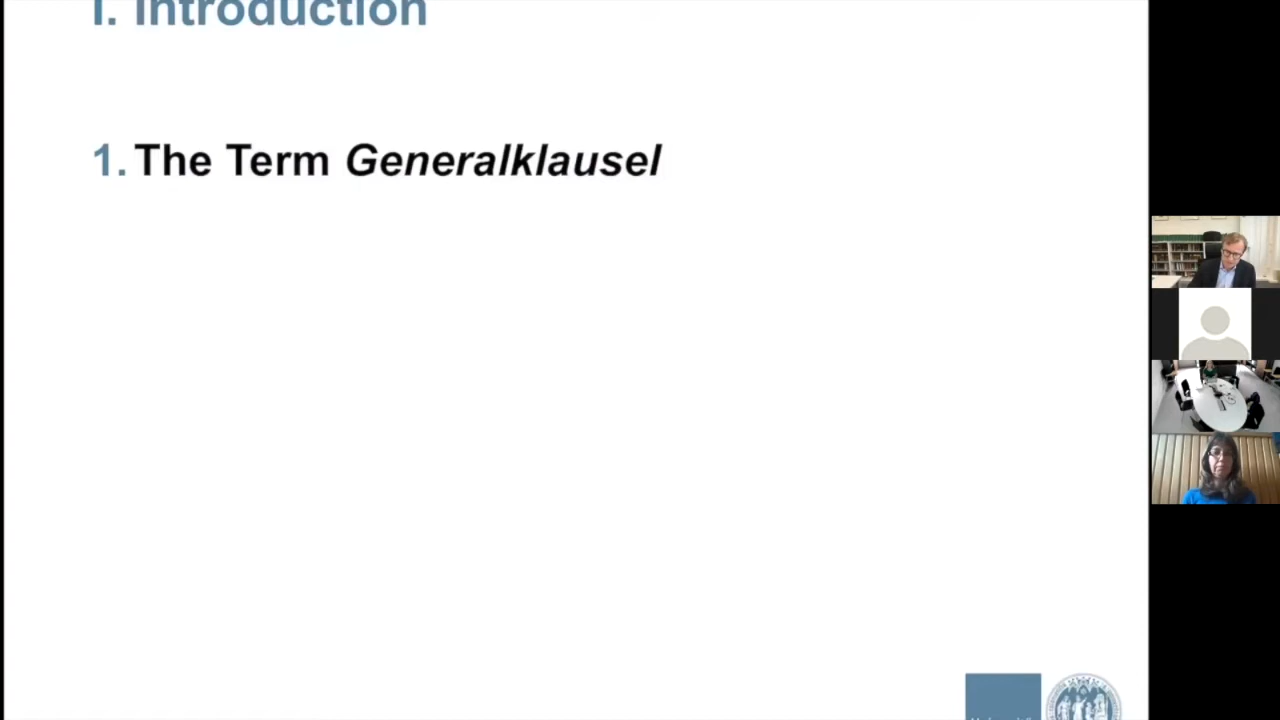 I. Introduction
1. The Term Generalklausel